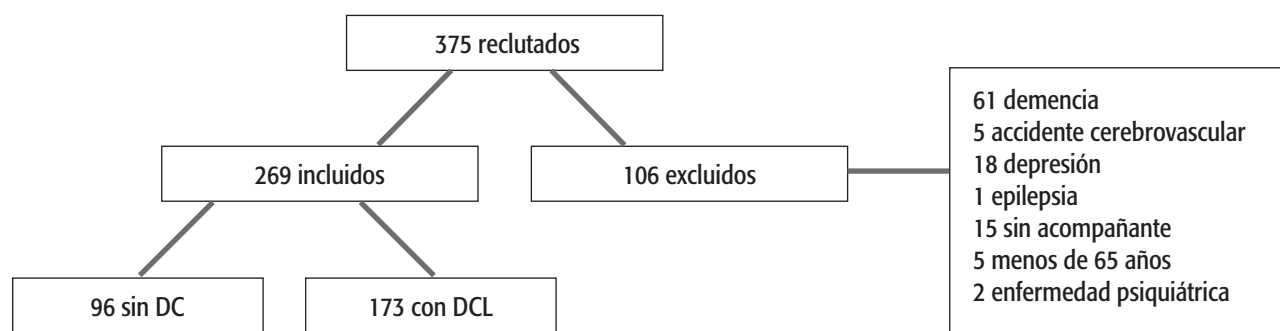 375 reclutados
269 incluidos
106 excluidos
61 demencia
5 accidente cerebrovascular
18 depresión
1 epilepsia
15 sin acompañante
5 menos de 65 años
2 enfermedad psiquiátrica
96 sin DC
173 con DCL